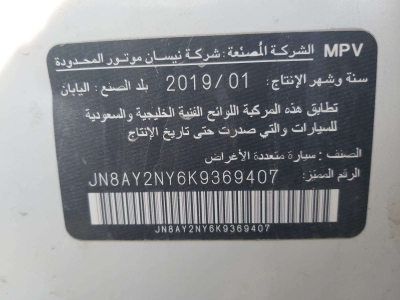 MPV الشركة المصنعة: شركة نيسان موتور المحدودة
سنة وشهر الإنتاج: 2019/01 بلد الصنع: اليابان
تطابق هذه المركبة اللوائح الفنية الخليجية والسعودية
للسيارات والتي صدرت حتى تاريخ الإنتاج
الصنف: سيارة متعددة الأغراض
الرقم المميز: JN8AY2NY6K9369407
JN8AY2NY6K9369407